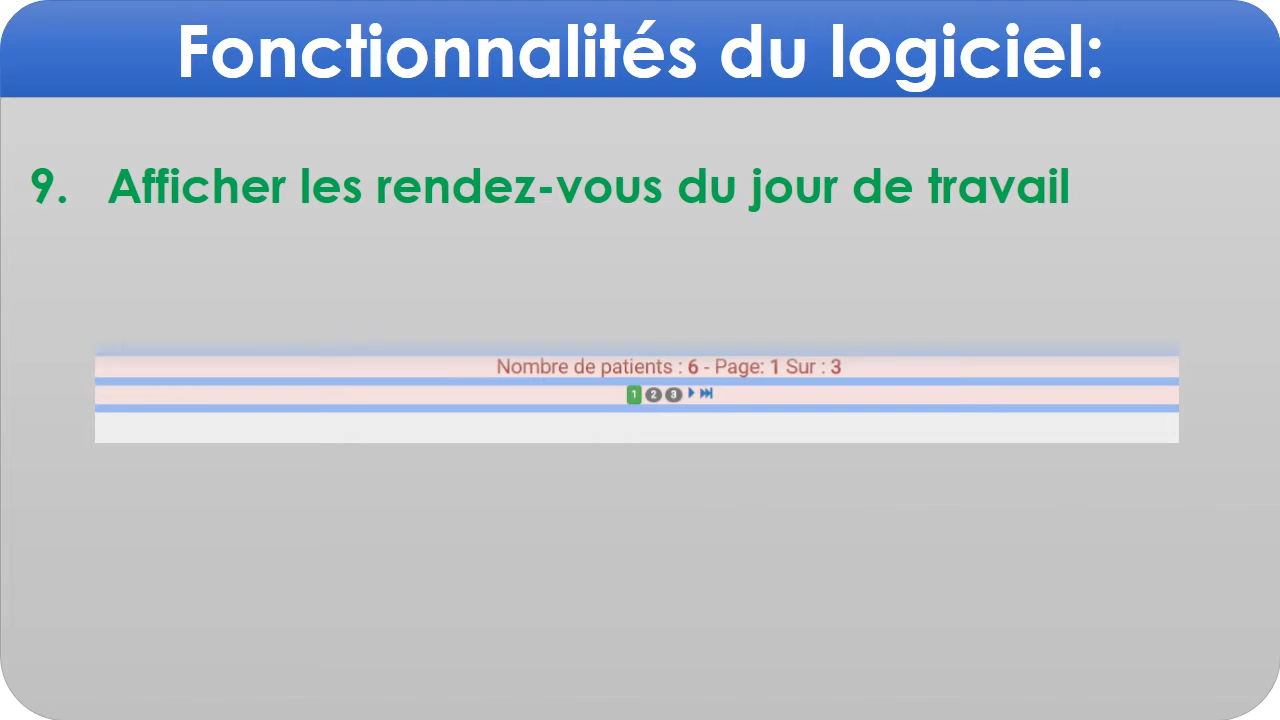 Fonctionnalités du logiciel:
9. Afficher les rendez-vous du jour de travail
Nombre de patients : 6 - Page: 1 Sur : 3
1 2 3